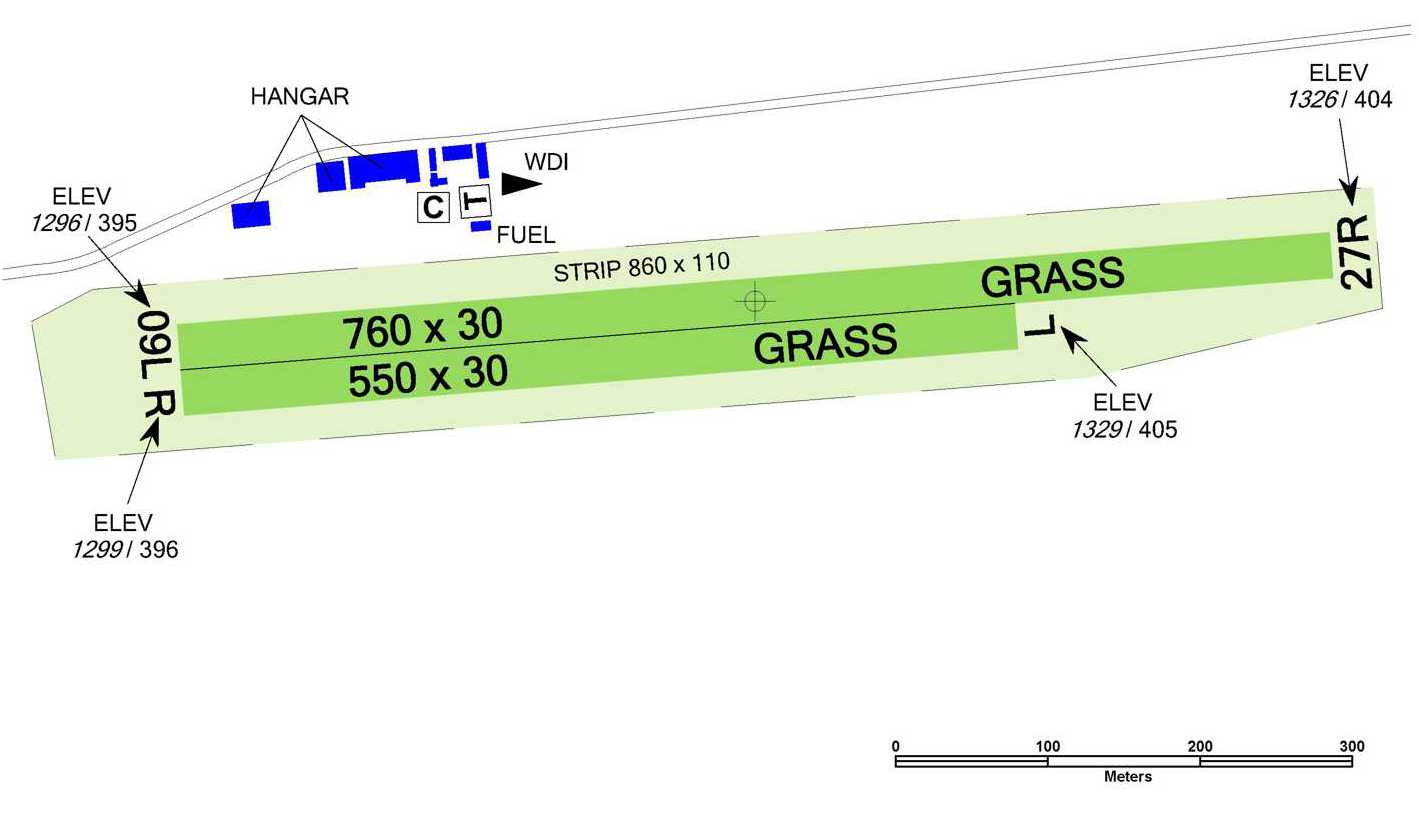 ELEV
1326 / 404
HANGAR
WDI
ELEV
1296 / 395
C
T
FUEL
STRIP 860 x 110
27R
GRASS
760 x 30
09L
L
GRASS
550 x 30
R
ELEV
1329 / 405
ELEV
1299 / 396
0 100 200 300
Meters